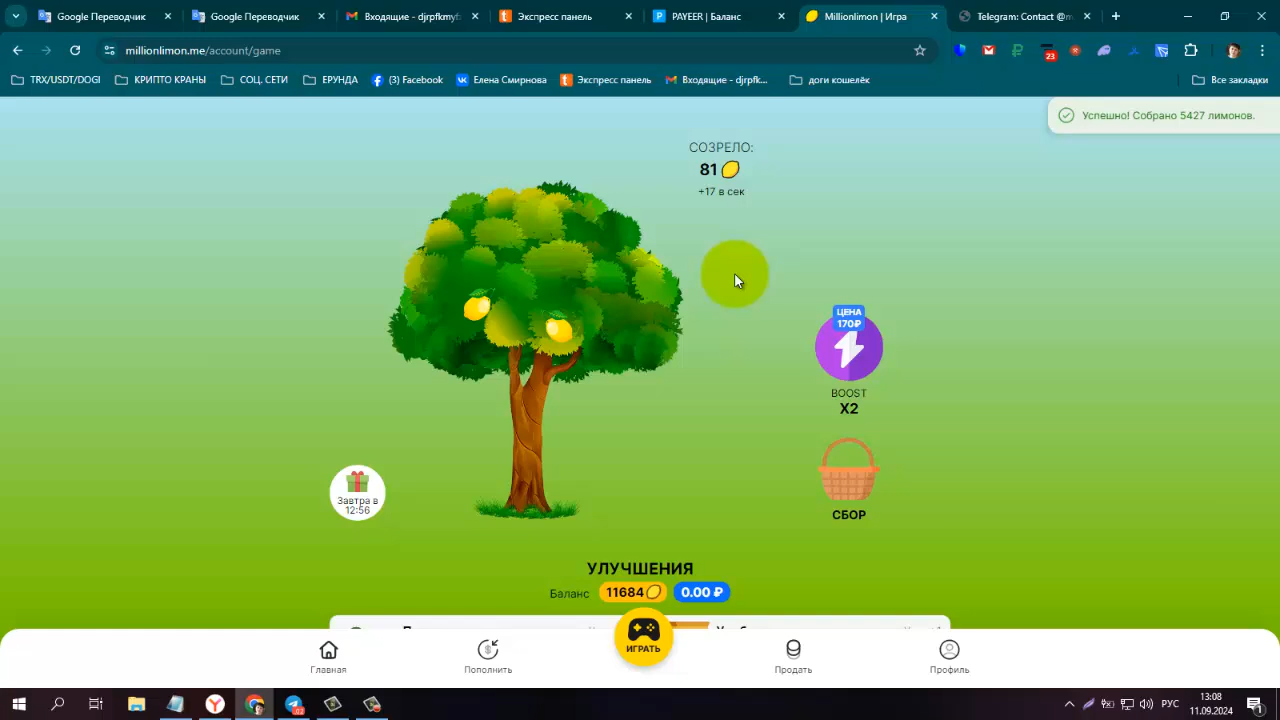 Google Переводчик
Google Переводчик
Входящие - djrpfkmyf
Экспресс панель
PAYEER | Баланс
Millionlimon | Игра
Telegram: Contact @m
millionlimon.me/account/game
23
TRX/USDT/DOGI
КРИПТО КРАНЫ
СОЦ. СЕТИ
ЕРУНДА
(3) Facebook
Елена Смирнова
Экспресс панель
Входящие - djrpfk...
доги кошелёк
Все закладки
Успешно! Собрано 5427 лимонов.
СОЗРЕЛО:
81
+17 в сек
ЦЕНА
170₽
BOOST
X2
Завтра в
12:56
СБОР
УЛУЧШЕНИЯ
Баланс
11684
0.00 ₽
ИГРАТЬ
Главная
Пополнить
Продать
Профиль
РУС
13:08
11.09.2024